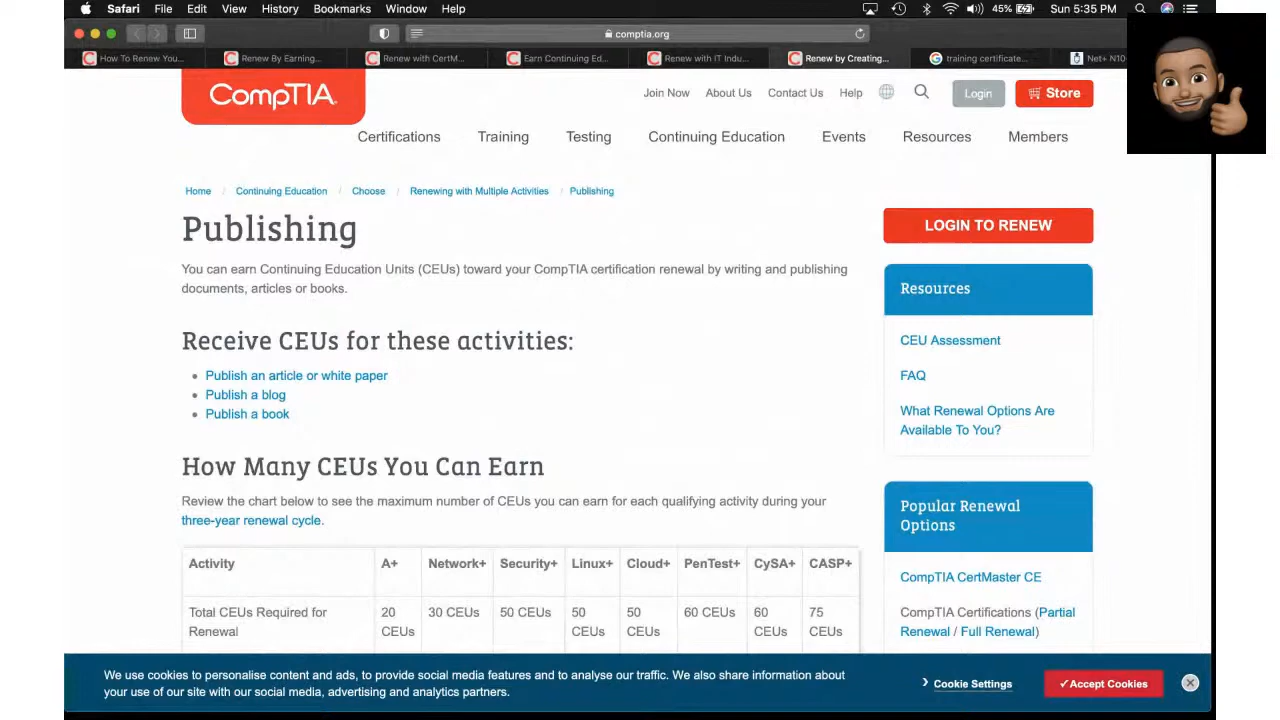 Safari File Edit View History Bookmarks Window Help 45% Sun 5:35 PM
comptia.org
How To Renew You... Renew By Earning... Renew with CertM... Earn Continuing Ed... Renew with IT Indu... Renew by Creating... training certificate... Net+ N10
CompTIA.
Join Now About Us Contact Us Help Login Store
Certifications Training Testing Continuing Education Events Resources Members
Home / Continuing Education / Choose / Renewing with Multiple Activities / Publishing
Publishing
You can earn Continuing Education Units (CEUs) toward your CompTIA certification renewal by writing and publishing
documents, articles or books.
Receive CEUs for these activities:
• Publish an article or white paper
• Publish a blog
• Publish a book
How Many CEUs You Can Earn
Review the chart below to see the maximum number of CEUs you can earn for each qualifying activity during your
three-year renewal cycle.
Activity A+ Network+ Security+ Linux+ Cloud+ PenTest+ CySA+ CASP+
Total CEUs Required for 20 30 CEUs 50 CEUs 50 50 60 CEUs 60 75
Renewal CEUs CEUs CEUs CEUs CEUs
LOGIN TO RENEW
Resources
CEU Assessment
FAQ
What Renewal Options Are
Available To You?
Popular Renewal
Options
CompTIA CertMaster CE
CompTIA Certifications (Partial
Renewal / Full Renewal)
We use cookies to personalise content and ads, to provide social media features and to analyse our traffic. We also share information about
your use of our site with our social media, advertising and analytics partners.
Cookie Settings
✓Accept Cookies